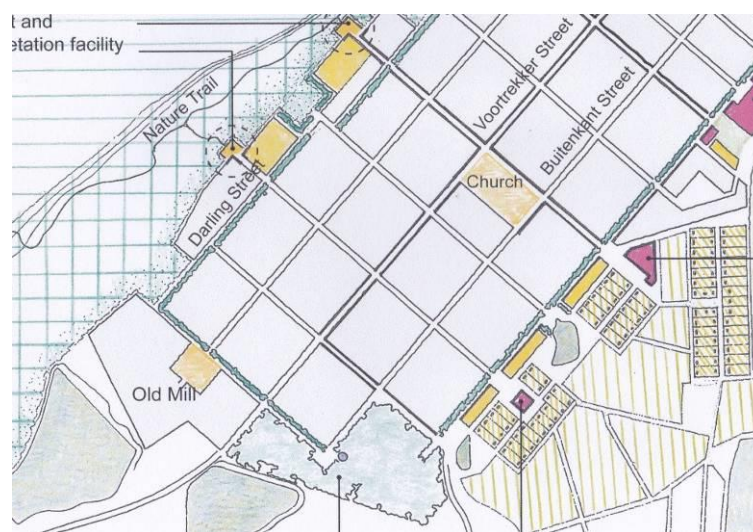 t and
etation facility
Nature Trail
Voortrekker Street
Buitenkant Street
Church
Darling Street
Old Mill